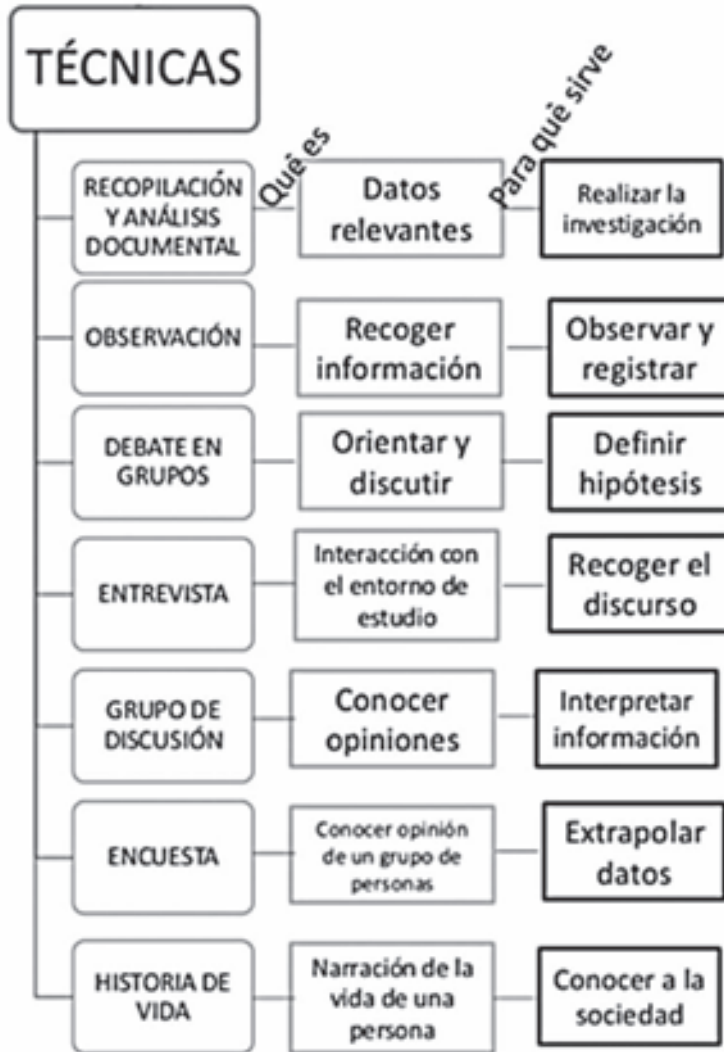 TÉCNICAS
Què es
Para què sirve
RECOPILACIÓN
Y ANÁLISIS
DOCUMENTAL
Datos
relevantes
Realizar la
investigación
OBSERVACIÓN
Recoger
información
Observar y
registrar
DEBATE EN
GRUPOS
Orientar y
discutir
Definir
hipótesis
ENTREVISTA
Interacción con
el entorno de
estudio
Recoger el
discurso
GRUPO DE
DISCUSIÓN
Conocer
opiniones
Interpretar
información
ENCUESTA
Conocer opinión
de un grupo de
personas
Extrapolar
datos
HISTORIA DE
VIDA
Narración de la
vida de una
persona
Conocer a la
sociedad